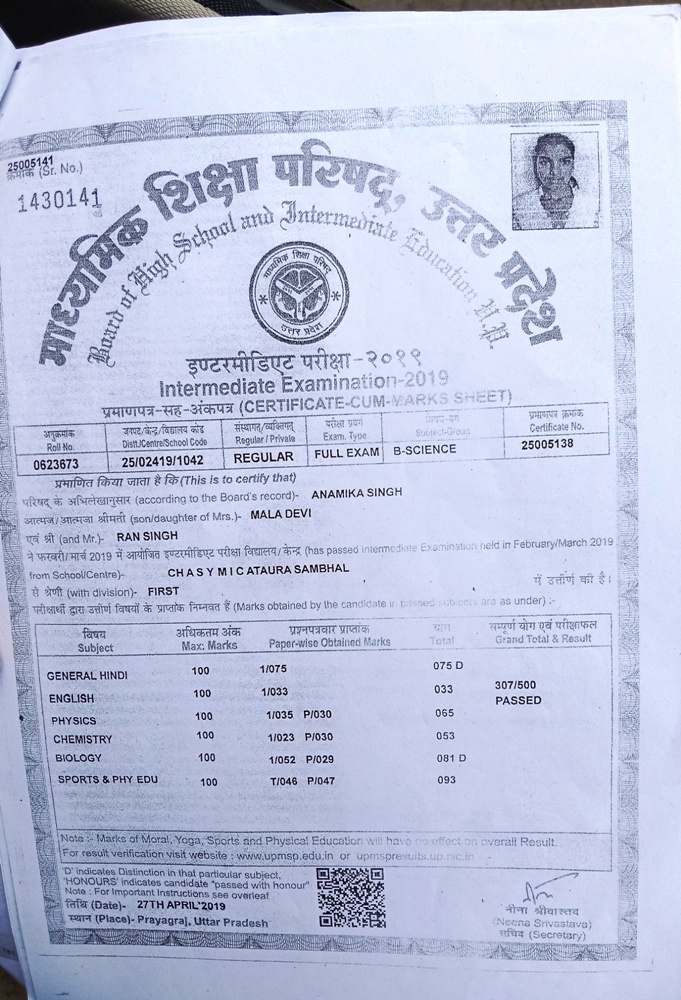 25005141
क्रमांक (Sr. No.)
1430141
माध्यमिक शिक्षा परिषद्, उत्तर प्रदेश
Board of High School and Intermediate Education U.P.
माध्यमिक शिक्षा परिषद
उत्तर प्रदेश
इण्टरमीडिएट परीक्षा-२०१९
Intermediate Examination-2019
प्रमाणपत्र-सह-अंकपत्र (CERTIFICATE-CUM-MARKS SHEET)
अनुक्रमांक जनपद/केन्द्र/विद्यालय कोड संस्थागत/व्यक्तिगत परीक्षा प्रकार विषय-वर्ग प्रमाणपत्र क्रमांक
Roll No. Distt./Centre/School Code Regular / Private Exam. Type Subject-Group Certificate No.
0623673 25/02419/1042 REGULAR FULL EXAM B-SCIENCE 25005138
प्रमाणित किया जाता है कि (This is to certify that)
परिषद् के अभिलेखानुसार (according to the Board's record)- ANAMIKA SINGH
आत्मज/आत्मजा श्रीमती (son/daughter of Mrs.)- MALA DEVI
एवं श्री (and Mr.)- RAN SINGH
ने फरवरी/मार्च 2019 में आयोजित इण्टरमीडिएट परीक्षा विद्यालय/केन्द्र (has passed Intermediate Examination held in February/March 2019
from School/Centre)- C H A S Y M I C ATAURA SAMBHAL
से श्रेणी (with division)- FIRST में उत्तीर्ण की है।
परीक्षार्थी द्वारा उत्तीर्ण विषयों के प्राप्तांक निम्नवत हैं (Marks obtained by the candidate in passed subjects are as under) :-
विषय अधिकतम अंक प्रश्नपत्रवार प्राप्तांक योग सम्पूर्ण योग एवं परीक्षाफल
Subject Max: Marks Paper-wise Obtained Marks Total Grand Total & Result
GENERAL HINDI 100 1/075 075 D
ENGLISH 100 1/033 033 307/500
PASSED
PHYSICS 100 1/035 P/030 065
CHEMISTRY 100 1/023 P/030 053
BIOLOGY 100 1/052 P/029 081 D
SPORTS & PHY EDU 100 T/046 P/047 093
Note :- Marks of Moral, Yoga, Sports and Physical Education will have no effect on overall Result.
For result verification visit website : www.upmsp.edu.in or upmspresults.up.nic.in
'D' indicates Distinction in that particular subject,
'HONOURS' indicates candidate "passed with honour"
Note : For Important Instructions see overleaf
तिथि (Date)- 27TH APRIL'2019
स्थान (Place)- Prayagraj, Uttar Pradesh
नीना श्रीवास्तव
(Neena Srivastava)
सचिव (Secretary)